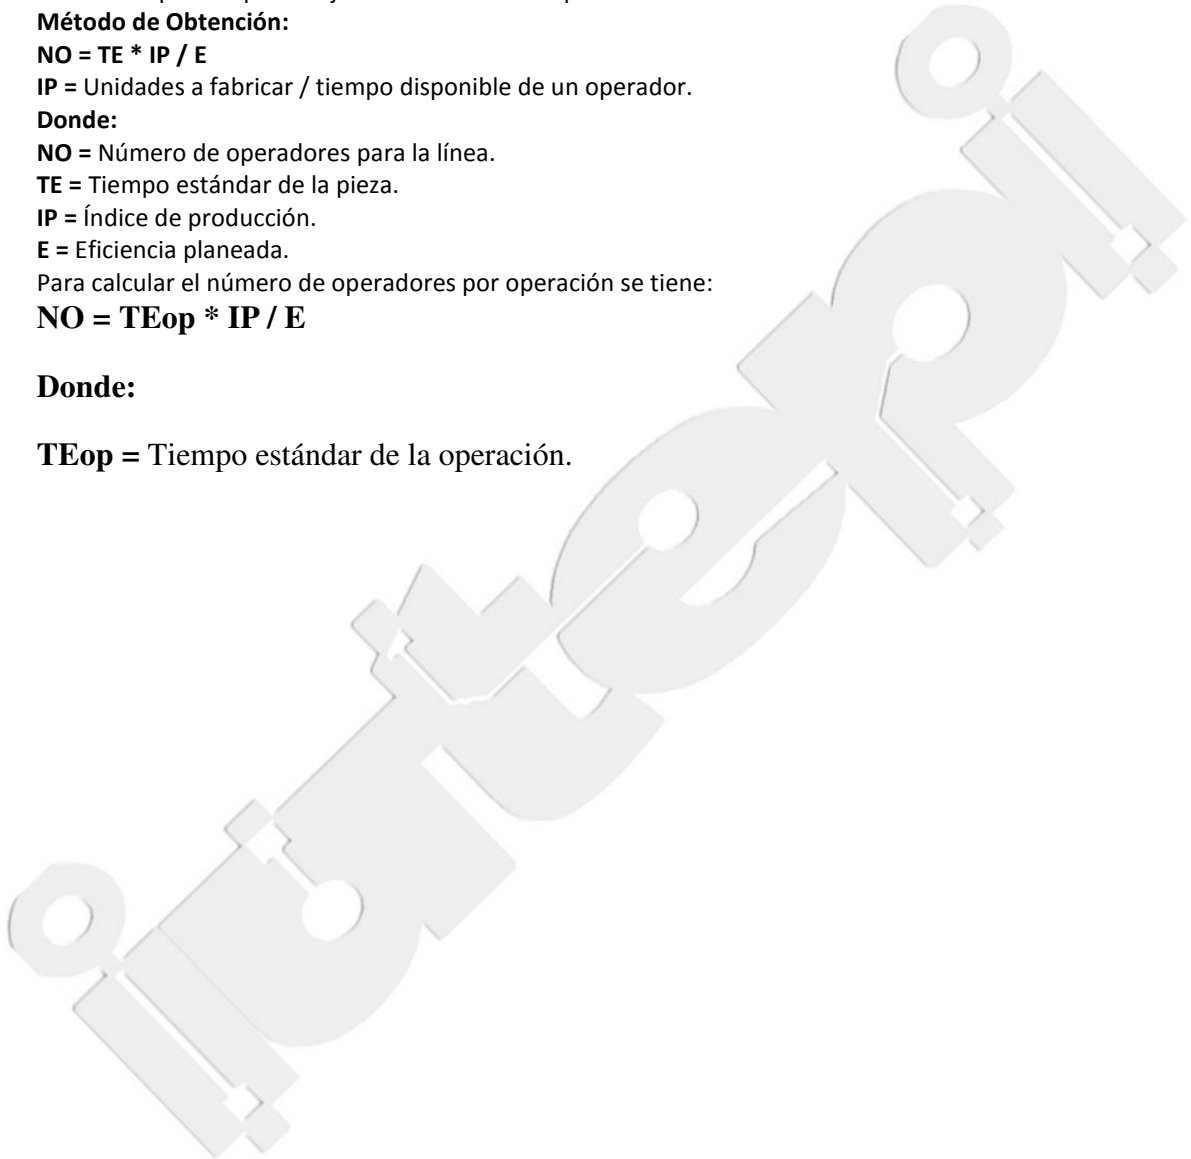 Método de Obtención:
NO = TE * IP / E
IP = Unidades a fabricar / tiempo disponible de un operador.
Donde:
NO = Número de operadores para la línea.
TE = Tiempo estándar de la pieza.
IP = Índice de producción.
E = Eficiencia planeada.
Para calcular el número de operadores por operación se tiene:
NO = TEop * IP / E
Donde:
TEop = Tiempo estándar de la operación.